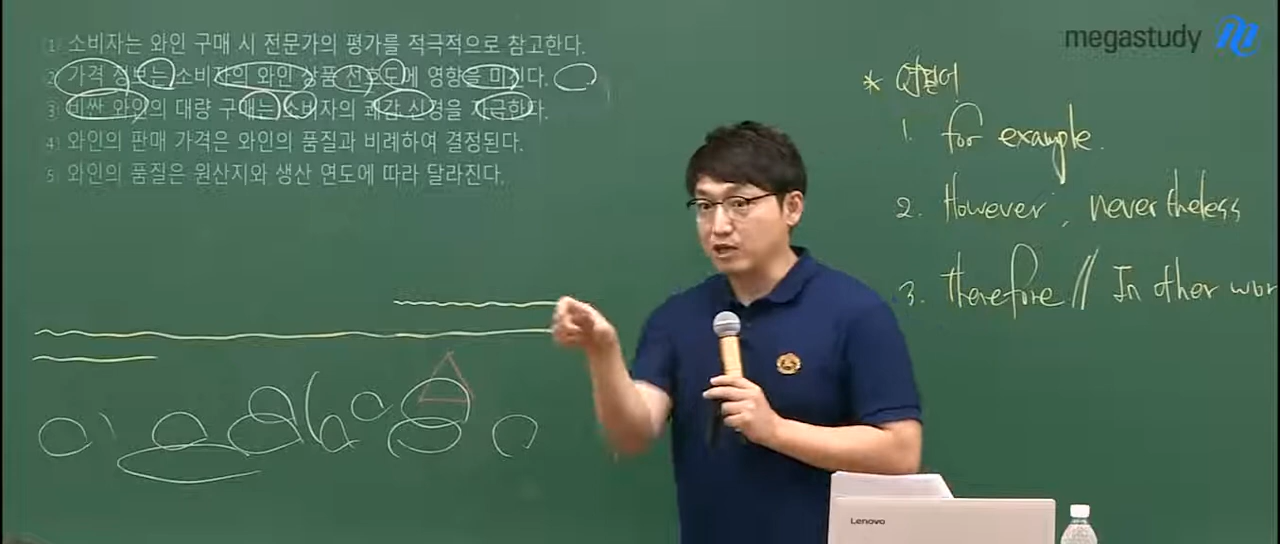 1) 소비자는 와인 구매 시 전문가의 평가를 적극적으로 참고한다.
2) 가격 정보는 소비자의 와인 상품 선호도에 영향을 미친다.
3) 비싼 와인의 대량 구매는 소비자의 쾌감 신경을 자극한다.
4) 와인의 판매 가격은 와인의 품질과 비례하여 결정된다.
5) 와인의 품질은 원산지와 생산 연도에 따라 달라진다.
megastudy
* 연결어
1. for example.
2. However, nevertheless
3. therefore // In other wor
Lenovo